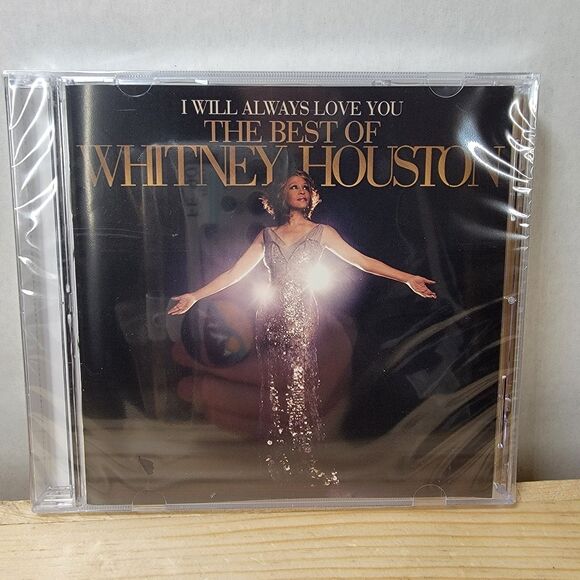 I WILL ALWAYS LOVE YOU
THE BEST OF
WHITNEY HOUSTON